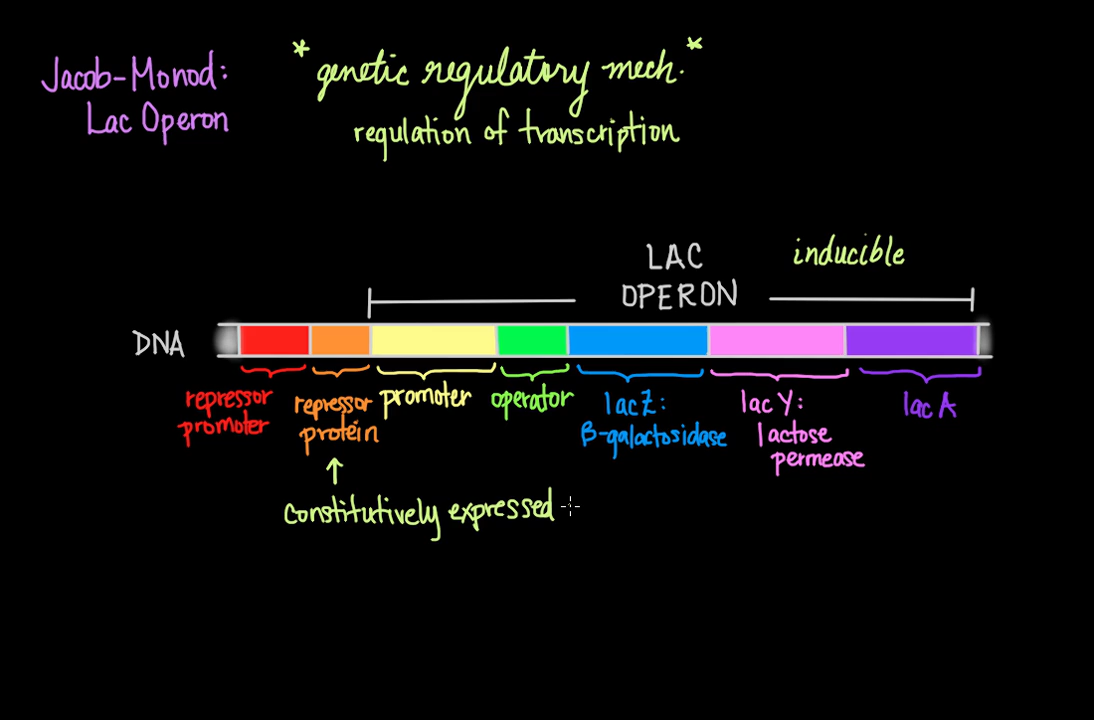 Jacob-Monod:
Lac Operon
*genetic regulatory mech.*
regulation of transcription
LAC
OPERON
inducible
DNA
repressor
promoter
repressor
protein
promoter
operator
lacZ:
β-galactosidase
lac Y:
lactose
permease
lac A
↑
constitutively expressed